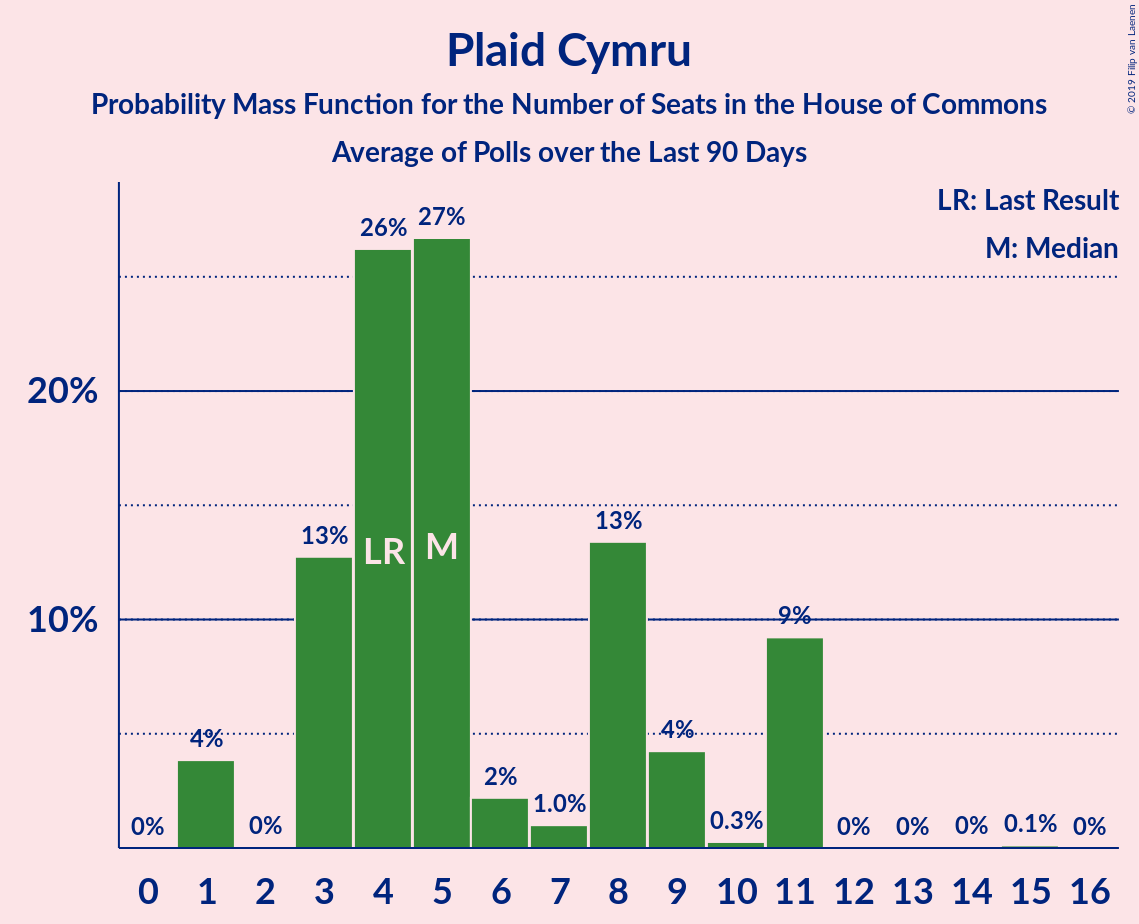 Plaid Cymru
Probability Mass Function for the Number of Seats in the House of Commons
Average of Polls over the Last 90 Days
© 2019 Filip van Laenen
LR: Last Result
M: Median
20%
10%
0% 4% 0% 13% 26% 27% 2% 1.0% 13% 4% 0.3% 9% 0% 0% 0% 0.1% 0%
LR M
0 1 2 3 4 5 6 7 8 9 10 11 12 13 14 15 16